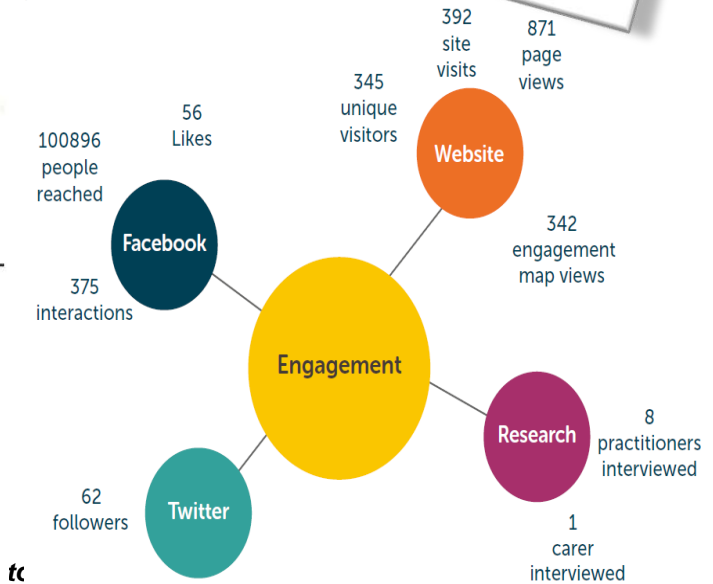 392
site
visits
871
page
views
345
unique
visitors
Website
342
engagement
map views
56
Likes
100896
people
reached
Facebook
375
interactions
Engagement
Research
8
practitioners
interviewed
1
carer
interviewed
Twitter
62
followers